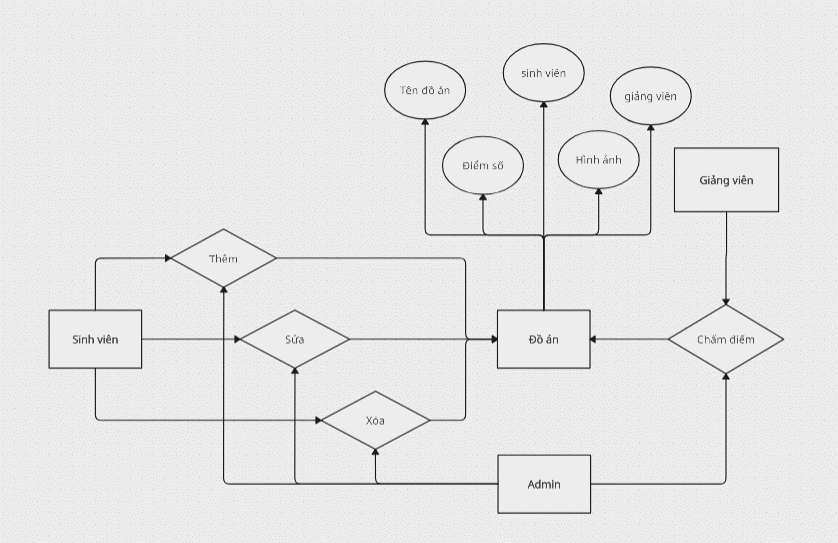 sinh viên
Tên đồ án
giảng viên
Điểm số
Hình ảnh
Giảng viên
Thêm
Sinh viên
Sửa
Đồ án
Chấm điểm
Xóa
Admin